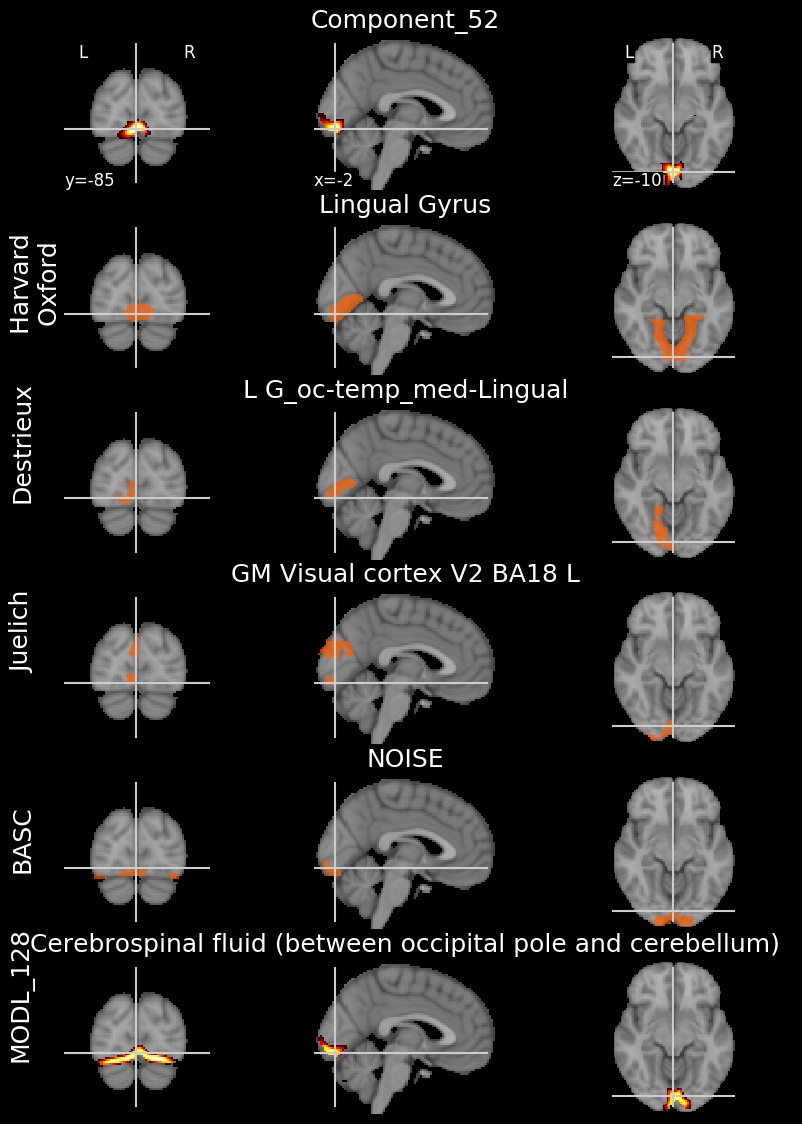 Component_52
L R L R
y=-85 x=-2 z=-10
Lingual Gyrus
Harvard
Oxford
L G_oc-temp_med-Lingual
Destrieux
GM Visual cortex V2 BA18 L
Juelich
NOISE
BASC
Cerebrospinal fluid (between occipital pole and cerebellum)
MODL_128